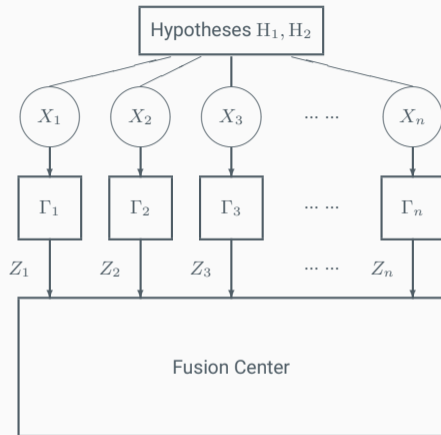 Hypotheses H₁, H₂
X₁ X₂ X₃ ... ... Xₙ
Γ₁ Γ₂ Γ₃ ... ... Γₙ
Z₁ Z₂ Z₃ ... ... Zₙ
Fusion Center